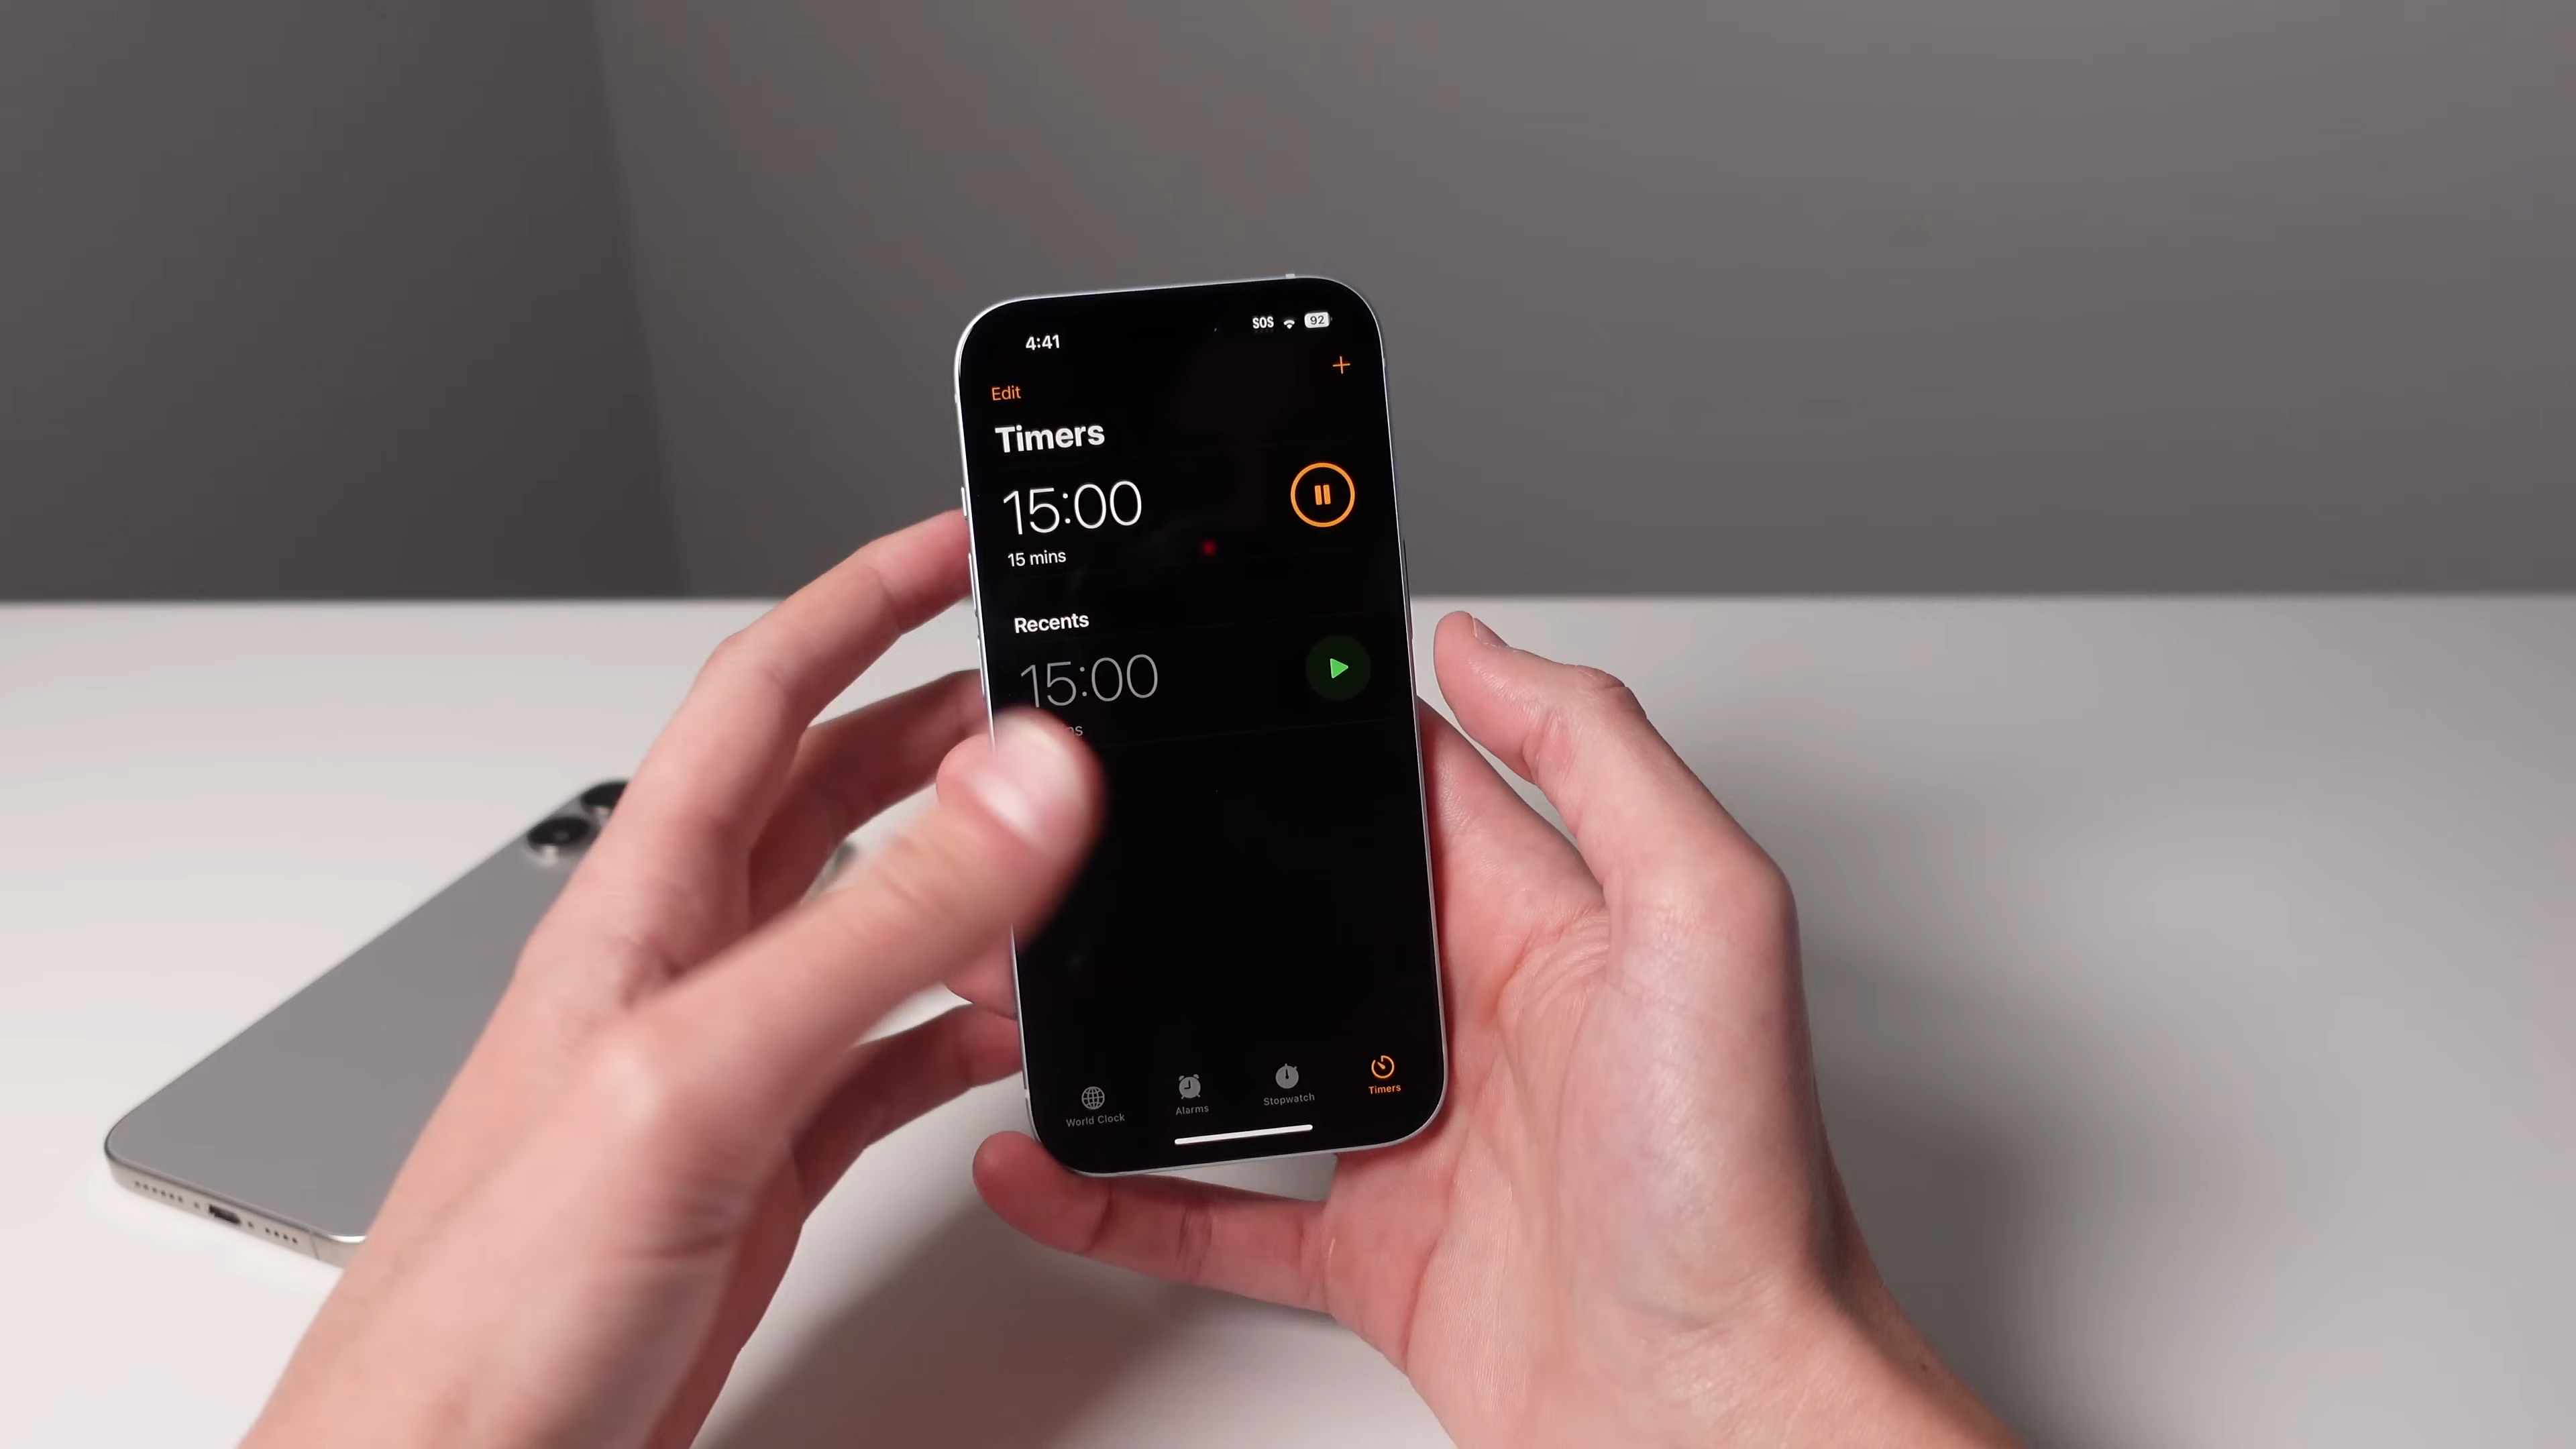 4:41 SOS 92
Edit
Timers
15:00
15 mins
Recents
15:00
World Clock Alarms Stopwatch Timers